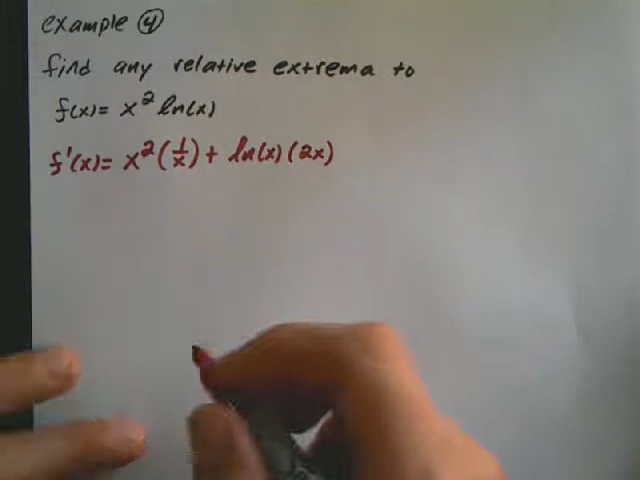 example ④
find any relative extrema to
f(x) = x² ln(x)
f'(x) = x² (1/x) + ln(x) (2x)